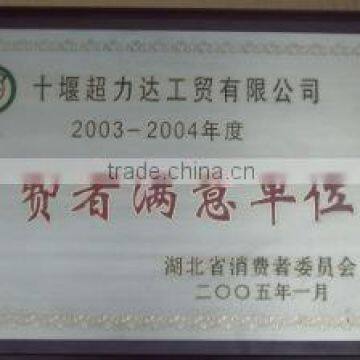 十堰超力达工贸有限公司
2003-2004年度
trade.china.cn
费者满意单位
湖北省消费者委员会
二〇〇五年一月